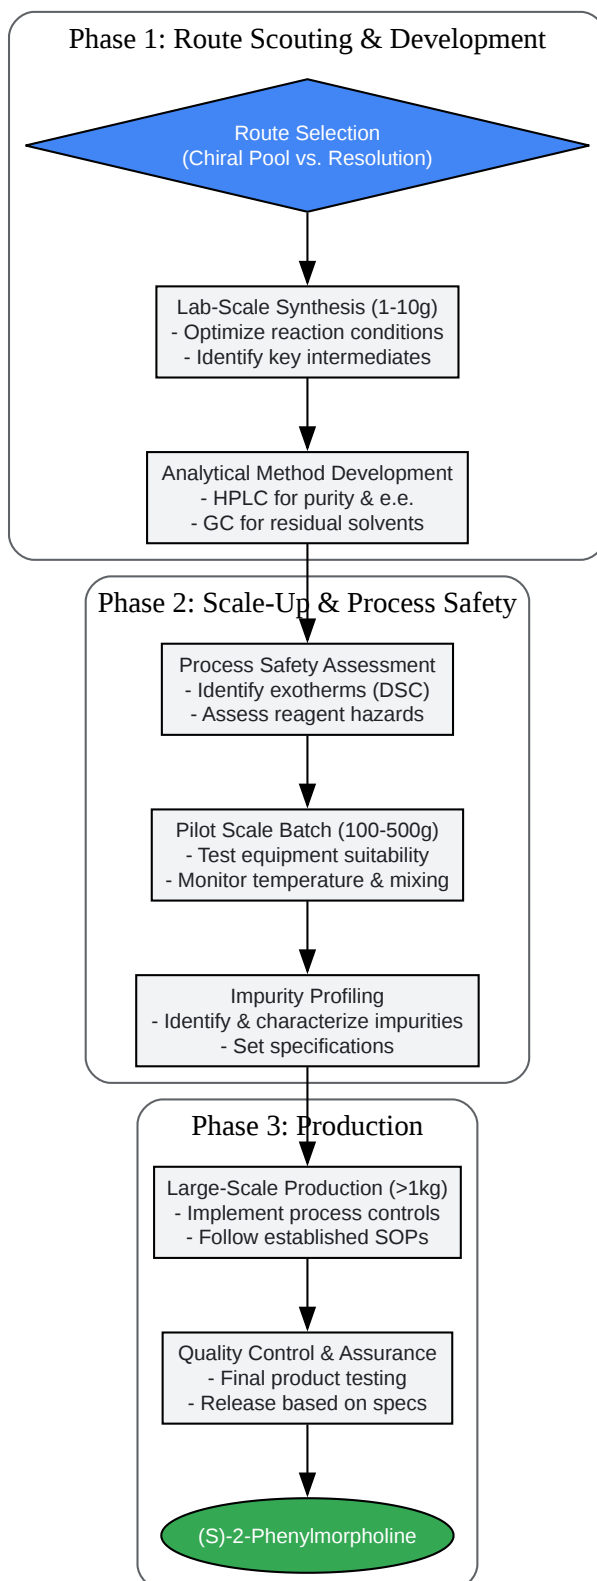 Phase 1: Route Scouting & Development
Route Selection
(Chiral Pool vs. Resolution)
Lab-Scale Synthesis (1-10g)
- Optimize reaction conditions
- Identify key intermediates
Analytical Method Development
- HPLC for purity & e.e.
- GC for residual solvents
Phase 2: Scale-Up & Process Safety
Process Safety Assessment
- Identify exotherms (DSC)
- Assess reagent hazards
Pilot Scale Batch (100-500g)
- Test equipment suitability
- Monitor temperature & mixing
Impurity Profiling
- Identify & characterize impurities
- Set specifications
Phase 3: Production
Large-Scale Production (>1kg)
- Implement process controls
- Follow established SOPs
Quality Control & Assurance
- Final product testing
- Release based on specs
(S)-2-Phenylmorpholine